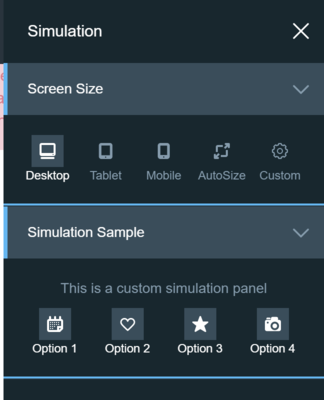 Simulation
Screen Size
Desktop Tablet Mobile AutoSize Custom
Simulation Sample
This is a custom simulation panel
Option 1 Option 2 Option 3 Option 4